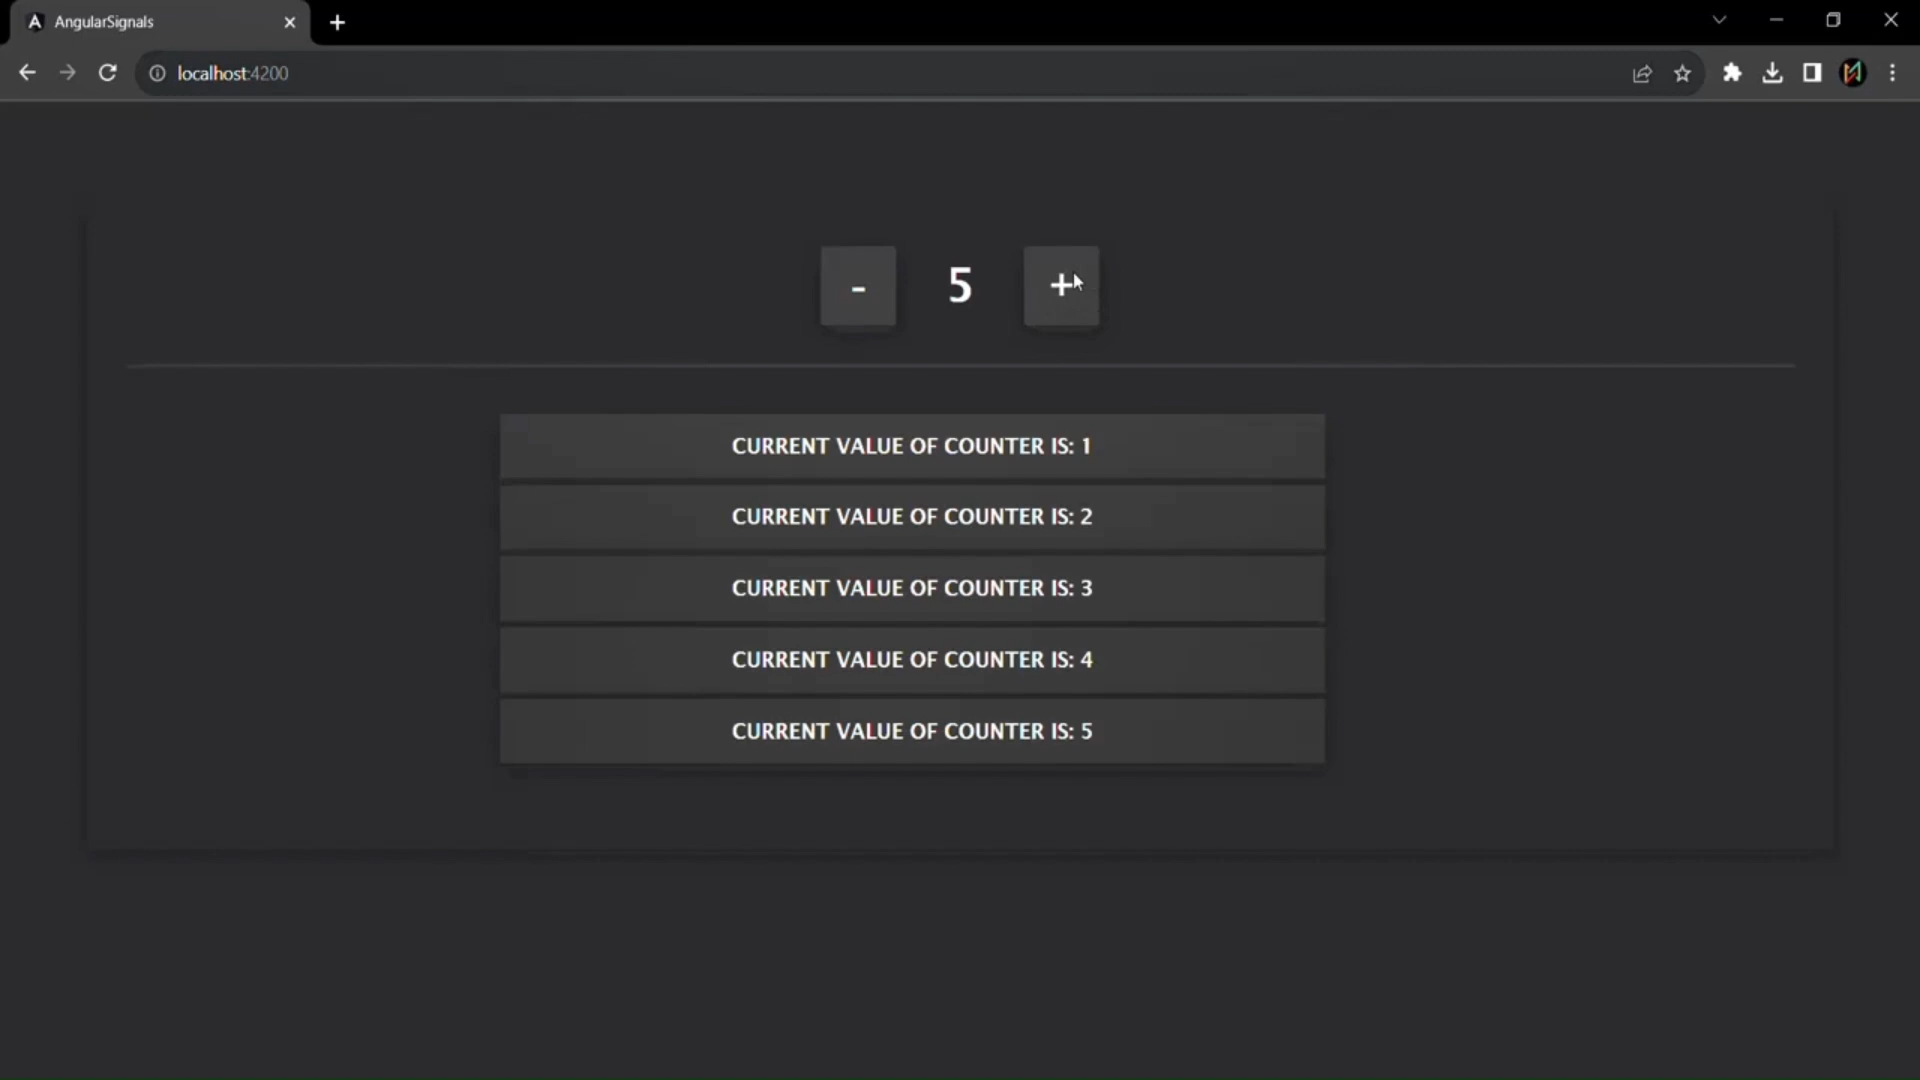 AngularSignals
localhost:4200
- 5 +
CURRENT VALUE OF COUNTER IS: 1
CURRENT VALUE OF COUNTER IS: 2
CURRENT VALUE OF COUNTER IS: 3
CURRENT VALUE OF COUNTER IS: 4
CURRENT VALUE OF COUNTER IS: 5